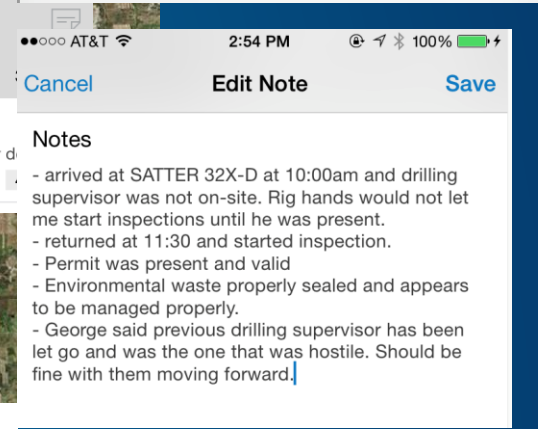 AT&T 2:54 PM 100%
Cancel Edit Note Save
Notes
- arrived at SATTER 32X-D at 10:00am and drilling
supervisor was not on-site. Rig hands would not let
me start inspections until he was present.
- returned at 11:30 and started inspection.
- Permit was present and valid
- Environmental waste properly sealed and appears
to be managed properly.
- George said previous drilling supervisor has been
let go and was the one that was hostile. Should be
fine with them moving forward.